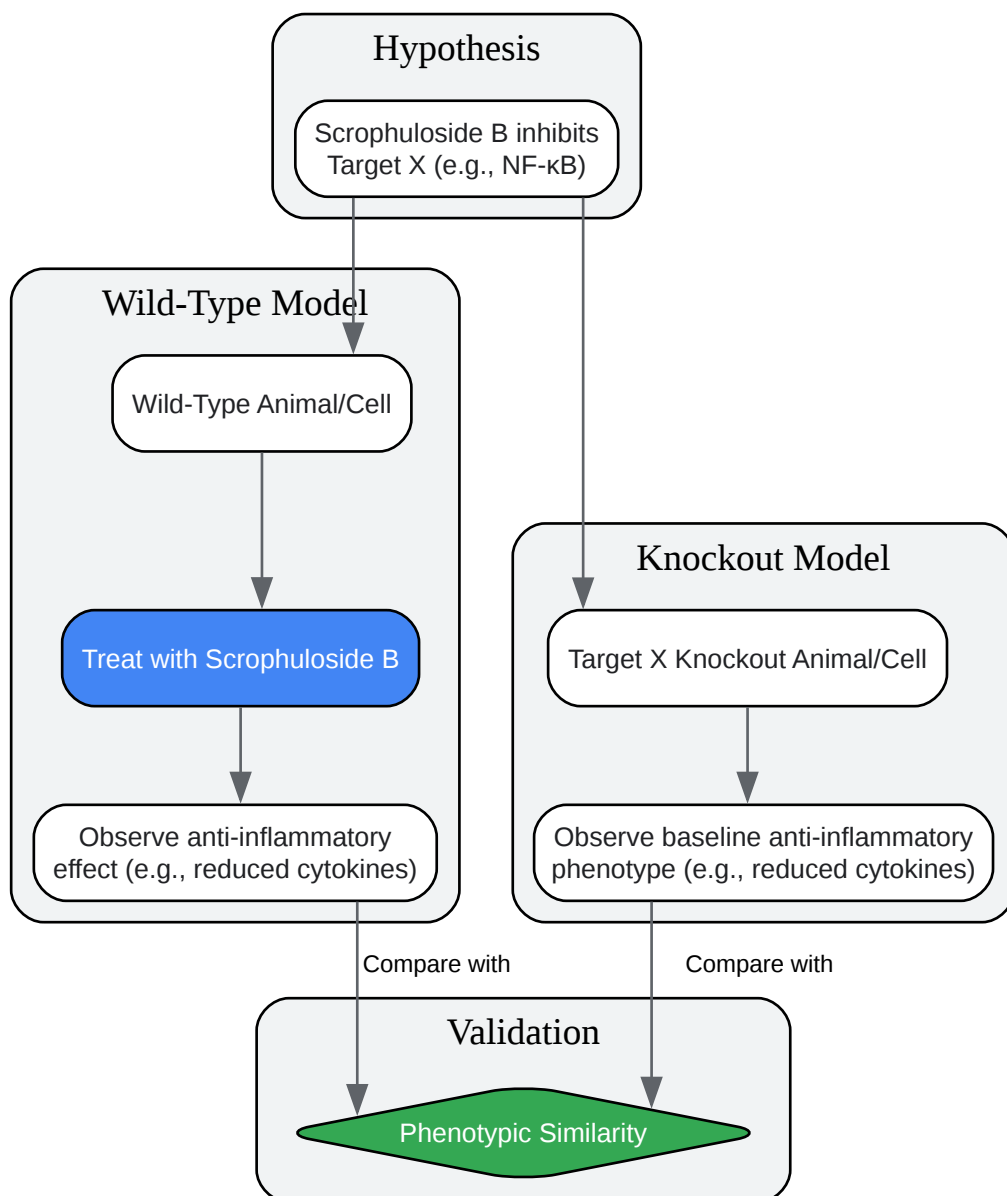 Hypothesis
Scrophuloside B inhibits
Target X (e.g., NF-κB)
Wild-Type Model
Wild-Type Animal/Cell
Treat with Scrophuloside B
Observe anti-inflammatory
effect (e.g., reduced cytokines)
Knockout Model
Target X Knockout Animal/Cell
Observe baseline anti-inflammatory
phenotype (e.g., reduced cytokines)
Compare with
Compare with
Validation
Phenotypic Similarity